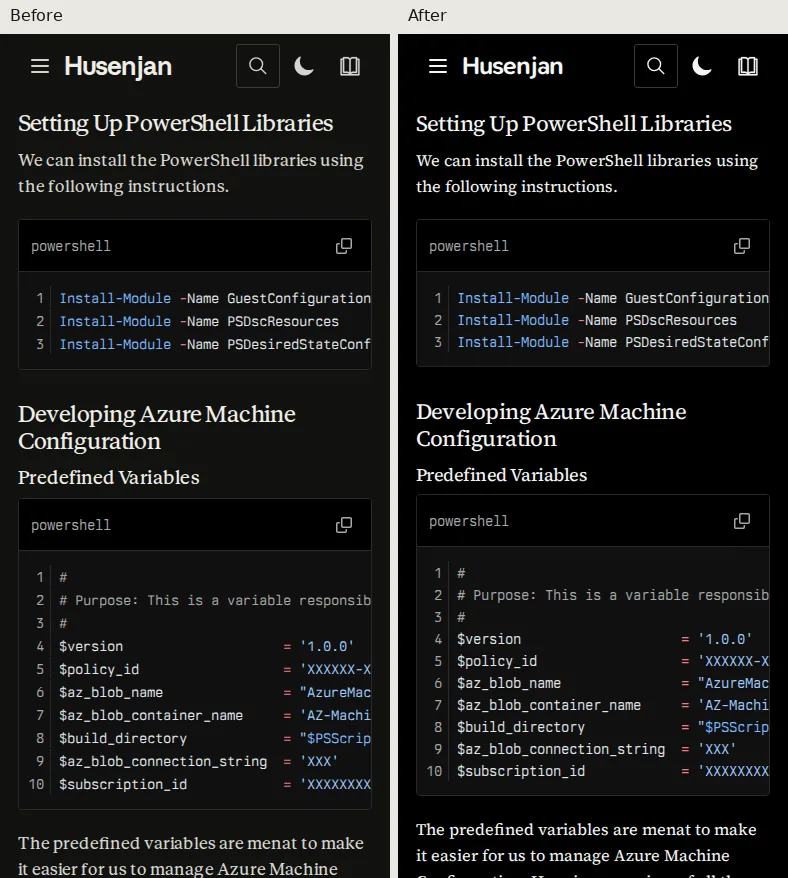 Before
Husenjan
Setting Up PowerShell Libraries
We can install the PowerShell libraries using
the following instructions.
powershell
1 Install-Module -Name GuestConfiguration
2 Install-Module -Name PSDscResources
3 Install-Module -Name PSDesiredStateConf
Developing Azure Machine
Configuration
Predefined Variables
powershell
1 #
2 # Purpose: This is a variable responsib
3 #
4 $version = '1.0.0'
5 $policy_id = 'XXXXXX-X
6 $az_blob_name = "AzureMac
7 $az_blob_container_name = 'AZ-Machi
8 $build_directory = "$PSScrip
9 $az_blob_connection_string = 'XXX'
10 $subscription_id = 'XXXXXXXX
The predefined variables are menat to make
it easier for us to manage Azure Machine
After
Husenjan
Setting Up PowerShell Libraries
We can install the PowerShell libraries using
the following instructions.
powershell
1 Install-Module -Name GuestConfiguration
2 Install-Module -Name PSDscResources
3 Install-Module -Name PSDesiredStateConf
Developing Azure Machine
Configuration
Predefined Variables
powershell
1 #
2 # Purpose: This is a variable responsib
3 #
4 $version = '1.0.0'
5 $policy_id = 'XXXXXX-X
6 $az_blob_name = "AzureMac
7 $az_blob_container_name = 'AZ-Machi
8 $build_directory = "$PSScrip
9 $az_blob_connection_string = 'XXX'
10 $subscription_id = 'XXXXXXXX
The predefined variables are menat to make
it easier for us to manage Azure Machine